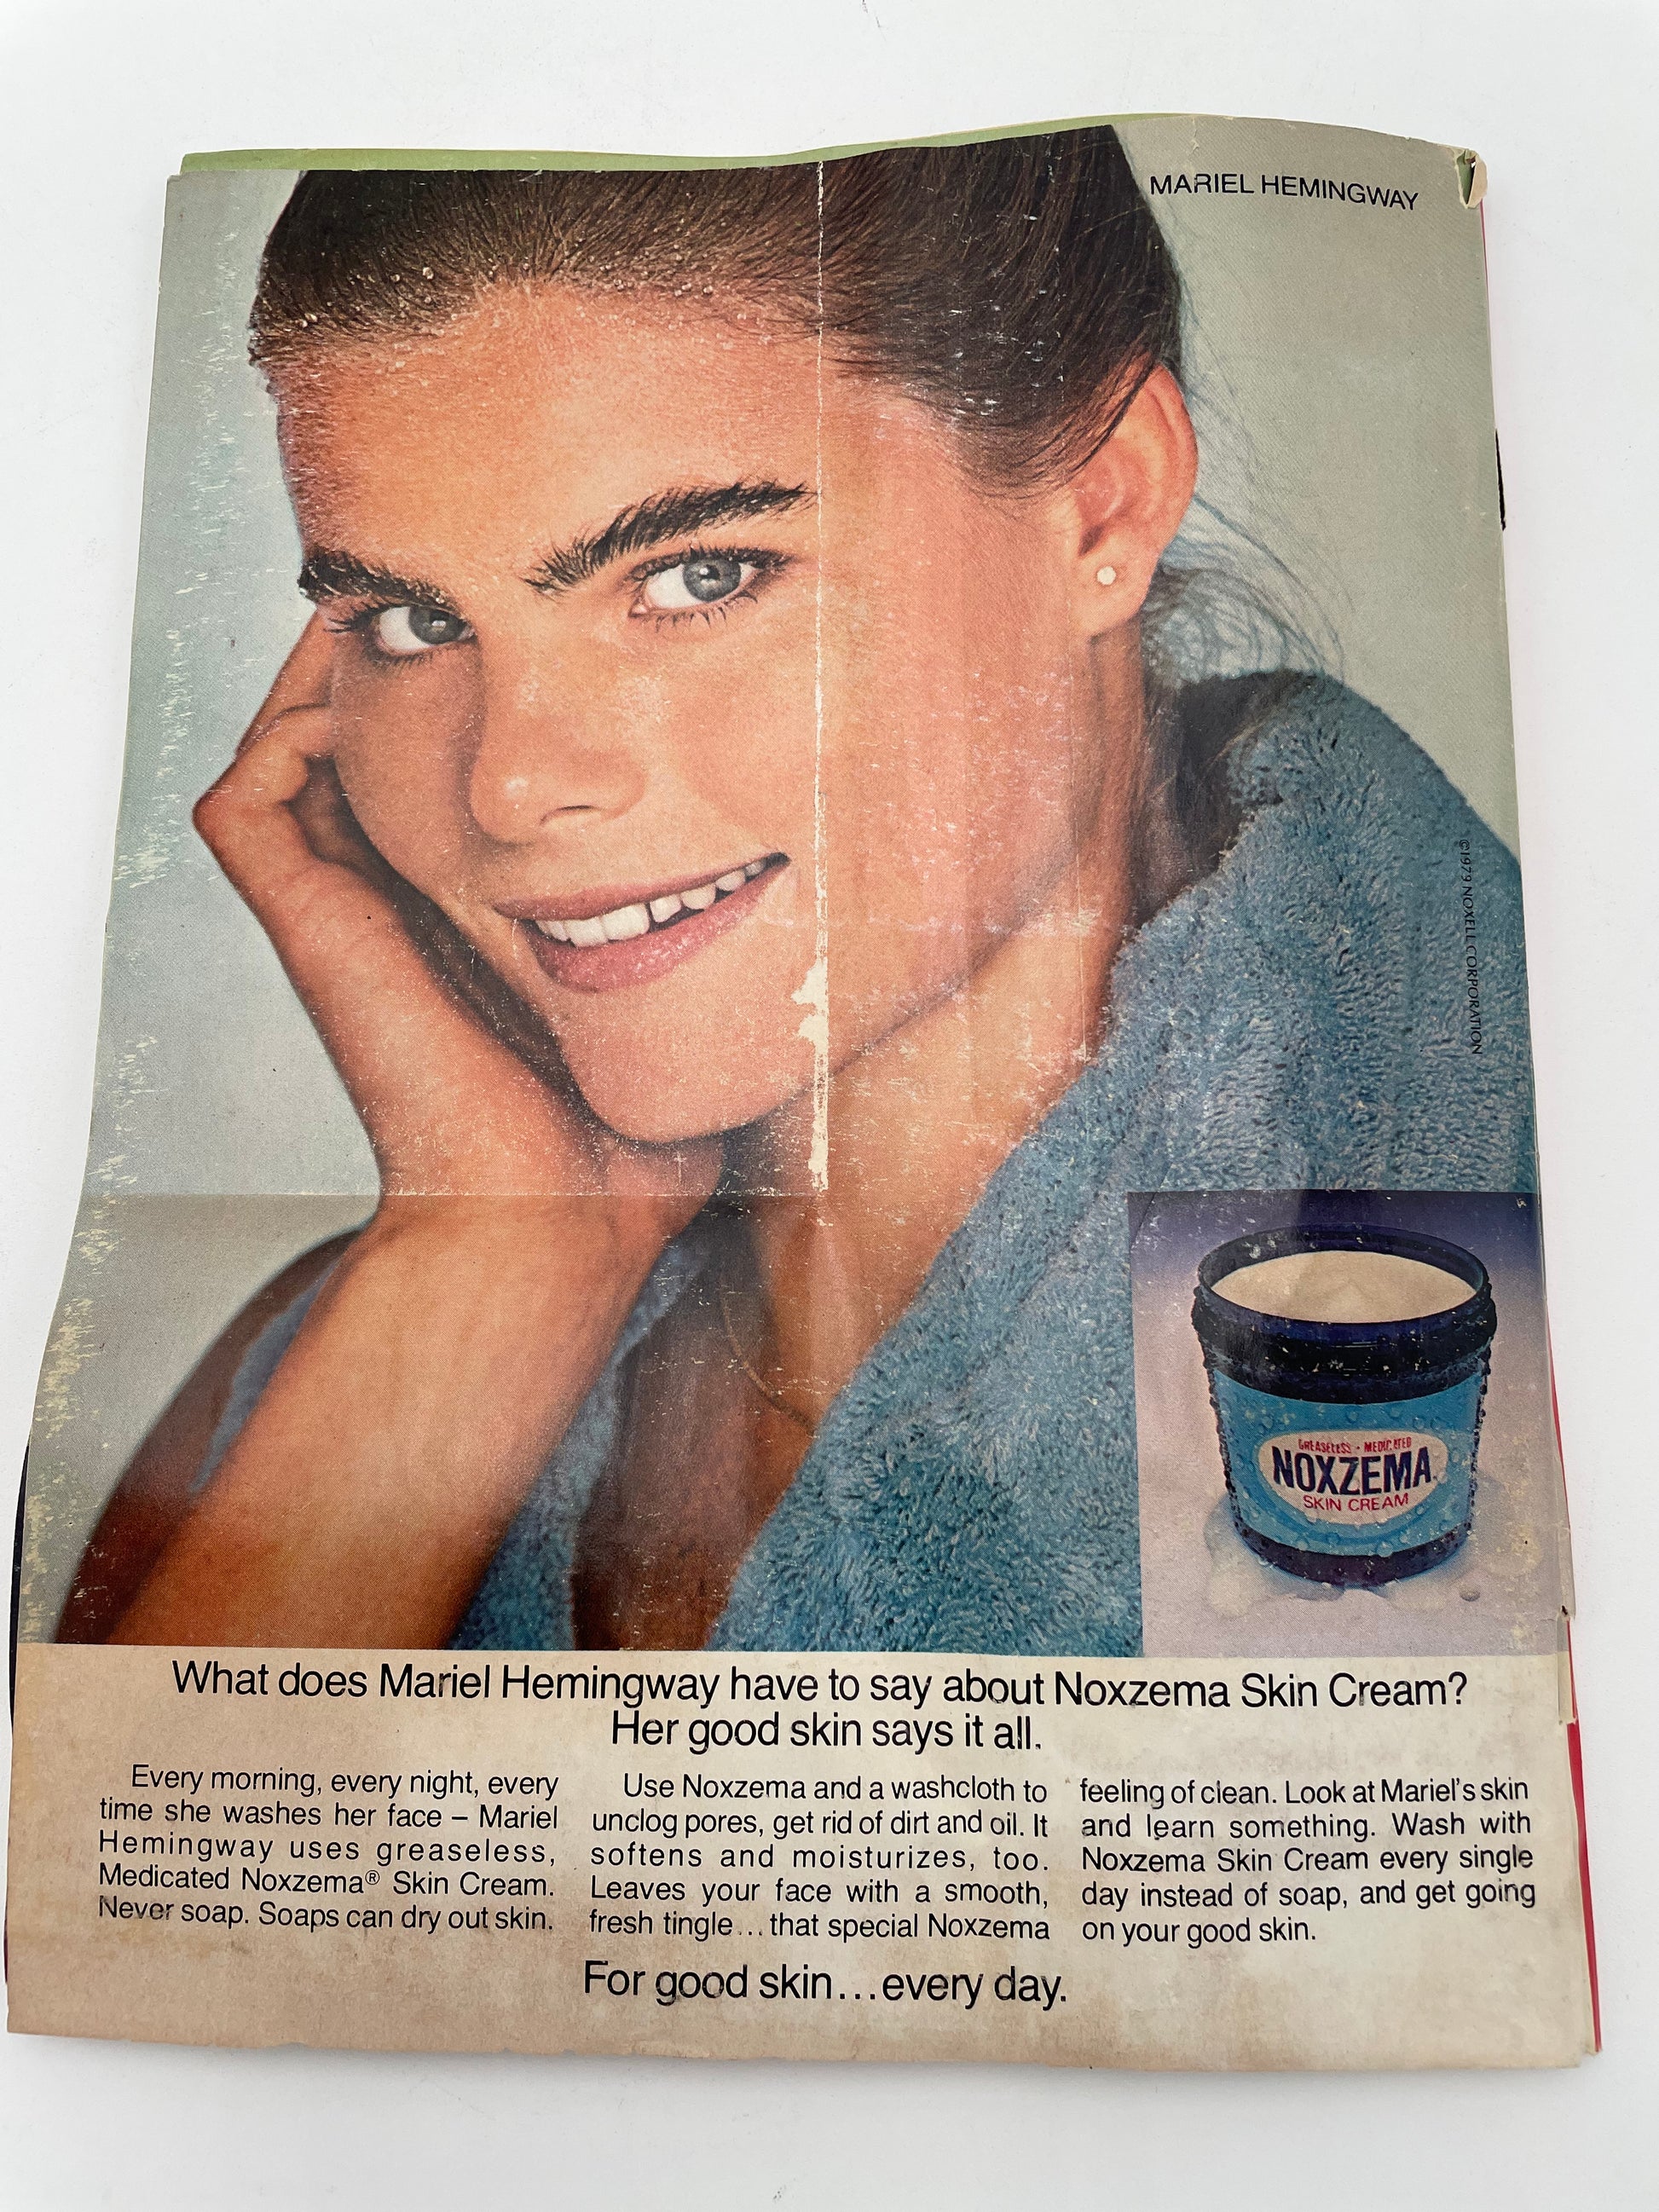 MARIEL HEMINGWAY
©1979 NOXELL CORPORATION
GREASELESS • MEDICATED
NOXZEMA
SKIN CREAM
What does Mariel Hemingway have to say about Noxzema Skin Cream?
Her good skin says it all.
Every morning, every night, every
time she washes her face – Mariel
Hemingway uses greaseless,
Medicated Noxzema® Skin Cream.
Never soap. Soaps can dry out skin.
Use Noxzema and a washcloth to
unclog pores, get rid of dirt and oil. It
softens and moisturizes, too.
Leaves your face with a smooth,
fresh tingle...that special Noxzema
feeling of clean. Look at Mariel's skin
and learn something. Wash with
Noxzema Skin Cream every single
day instead of soap, and get going
on your good skin.
For good skin...every day.